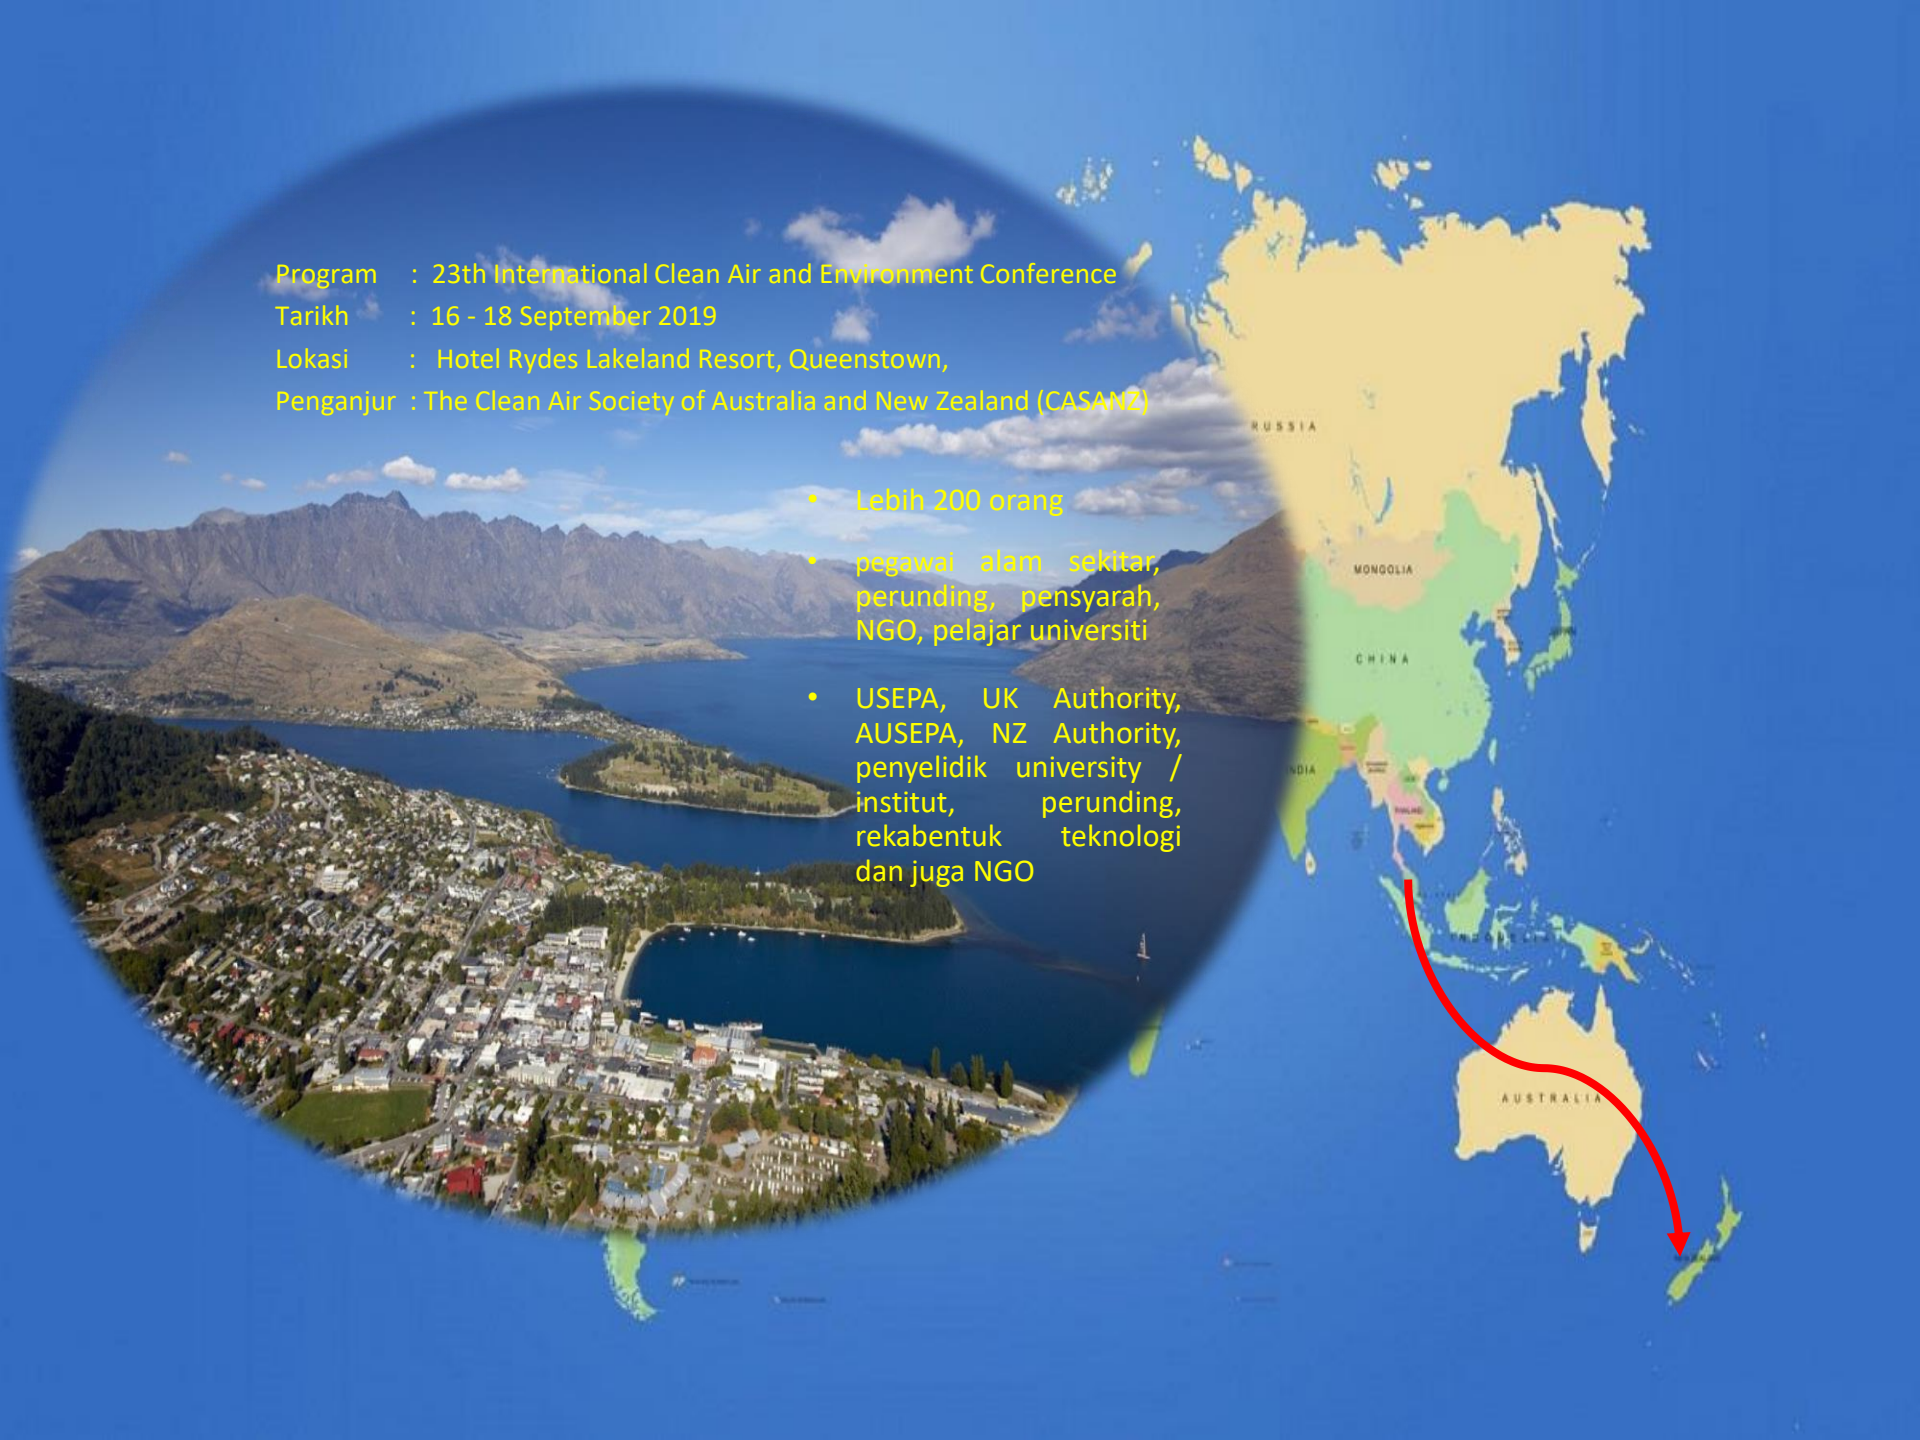 Program : 23th International Clean Air and Environment Conference
Tarikh : 16 - 18 September 2019
Lokasi : Hotel Rydes Lakeland Resort, Queenstown,
Penganjur : The Clean Air Society of Australia and New Zealand (CASANZ)
• Lebih 200 orang
• pegawai alam sekitar,
perunding, pensyarah,
NGO, pelajar universiti
• USEPA, UK Authority,
AUSEPA, NZ Authority,
penyelidik university /
institut, perunding,
rekabentuk teknologi
dan juga NGO
RUSSIA
MONGOLIA
CHINA
THAILAND
INDONESIA
AUSTRALIA